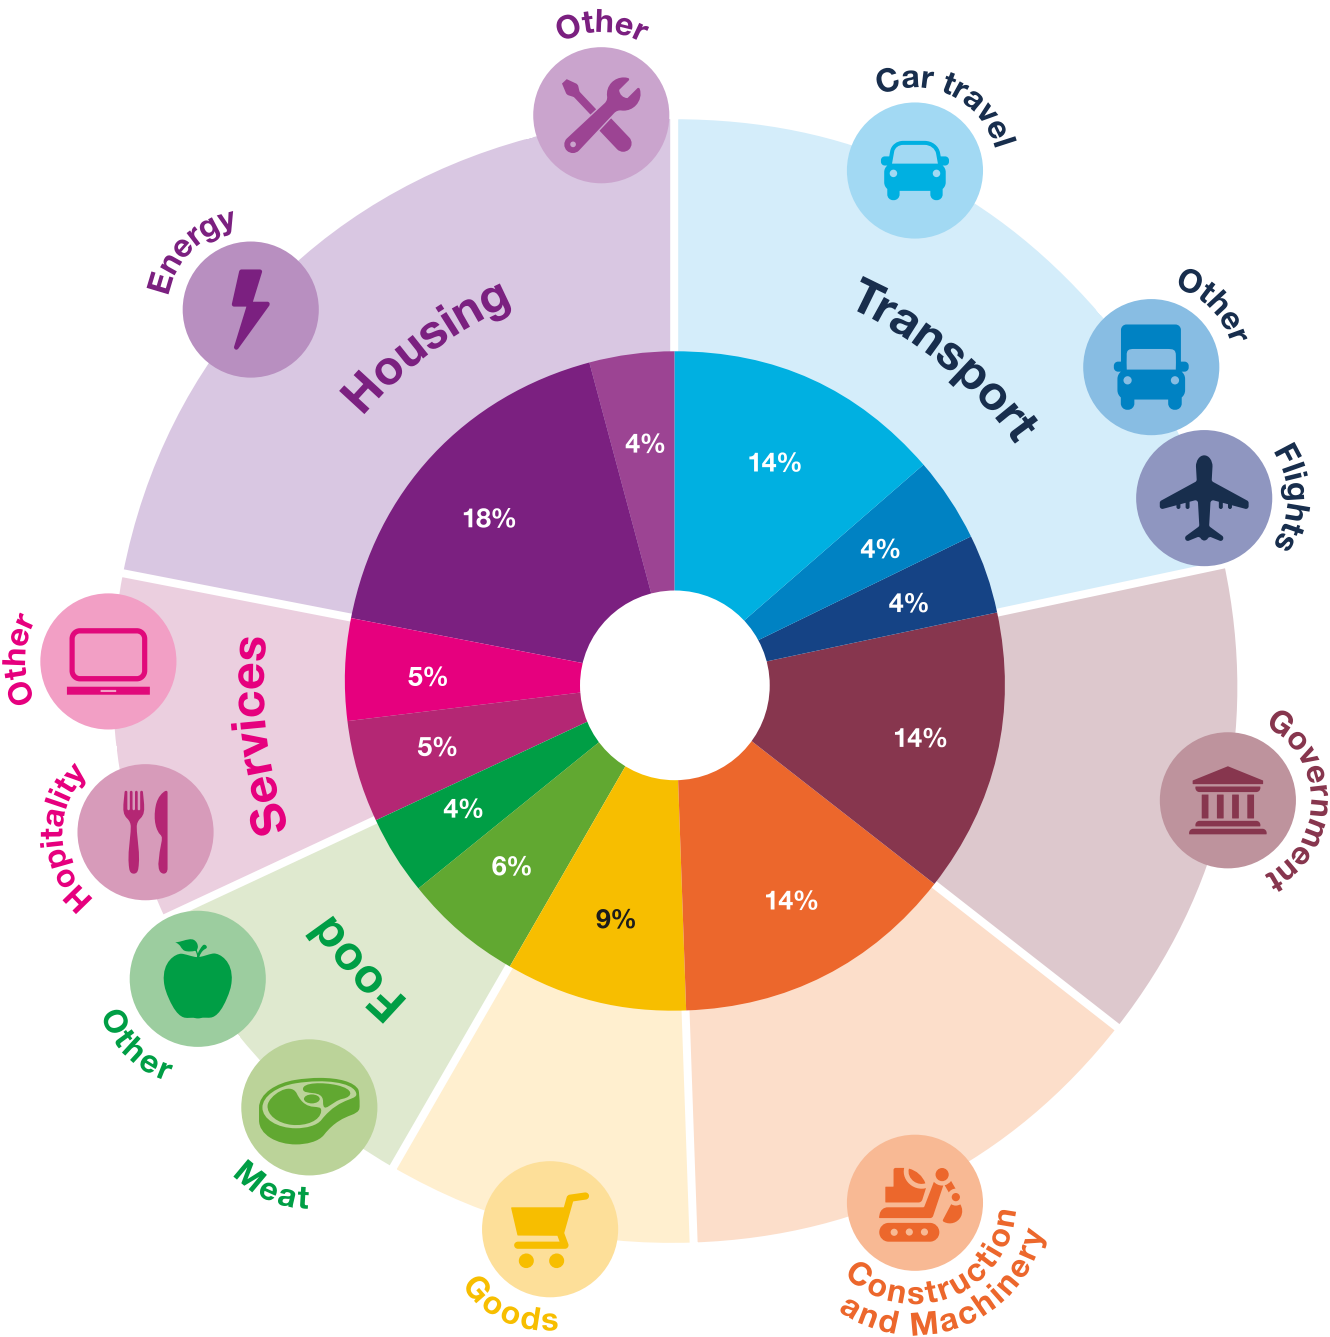 Other
Car travel
Energy
Other
Housing
Transport
Flights
4%
14%
18%
4%
4%
Other
Services
5%
14%
Government
5%
Hopitality
4%
6%
14%
9%
Food
Other
Meat
Goods
Construction
and Machinery